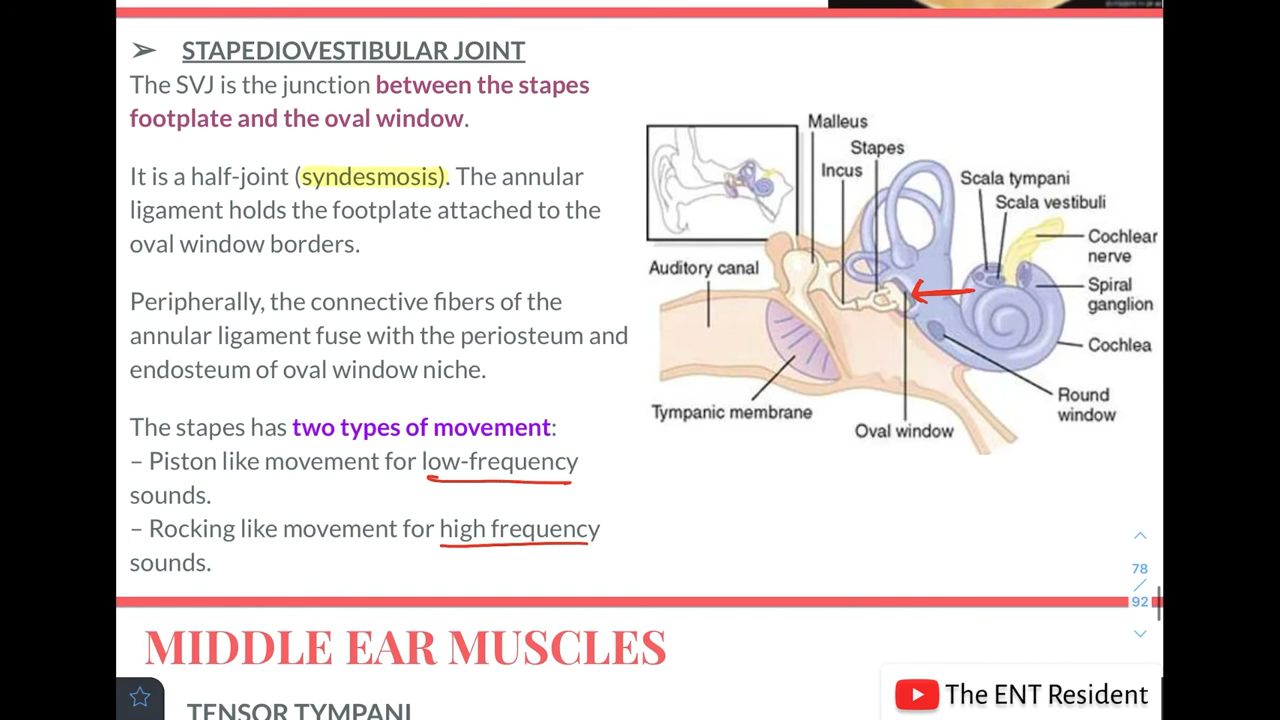 ➢ STAPEDIOVESTIBULAR JOINT
The SVJ is the junction between the stapes
footplate and the oval window.
It is a half-joint (syndesmosis). The annular
ligament holds the footplate attached to the
oval window borders.
Peripherally, the connective fibers of the
annular ligament fuse with the periosteum and
endosteum of oval window niche.
The stapes has two types of movement:
– Piston like movement for low-frequency
sounds.
– Rocking like movement for high frequency
sounds.
Malleus
Stapes
Incus
Scala tympani
Scala vestibuli
Cochlear
nerve
Auditory canal
Spiral
ganglion
Cochlea
Round
window
Tympanic membrane
Oval window
78
/
92
MIDDLE EAR MUSCLES
TENSOR TYMPANI
The ENT Resident